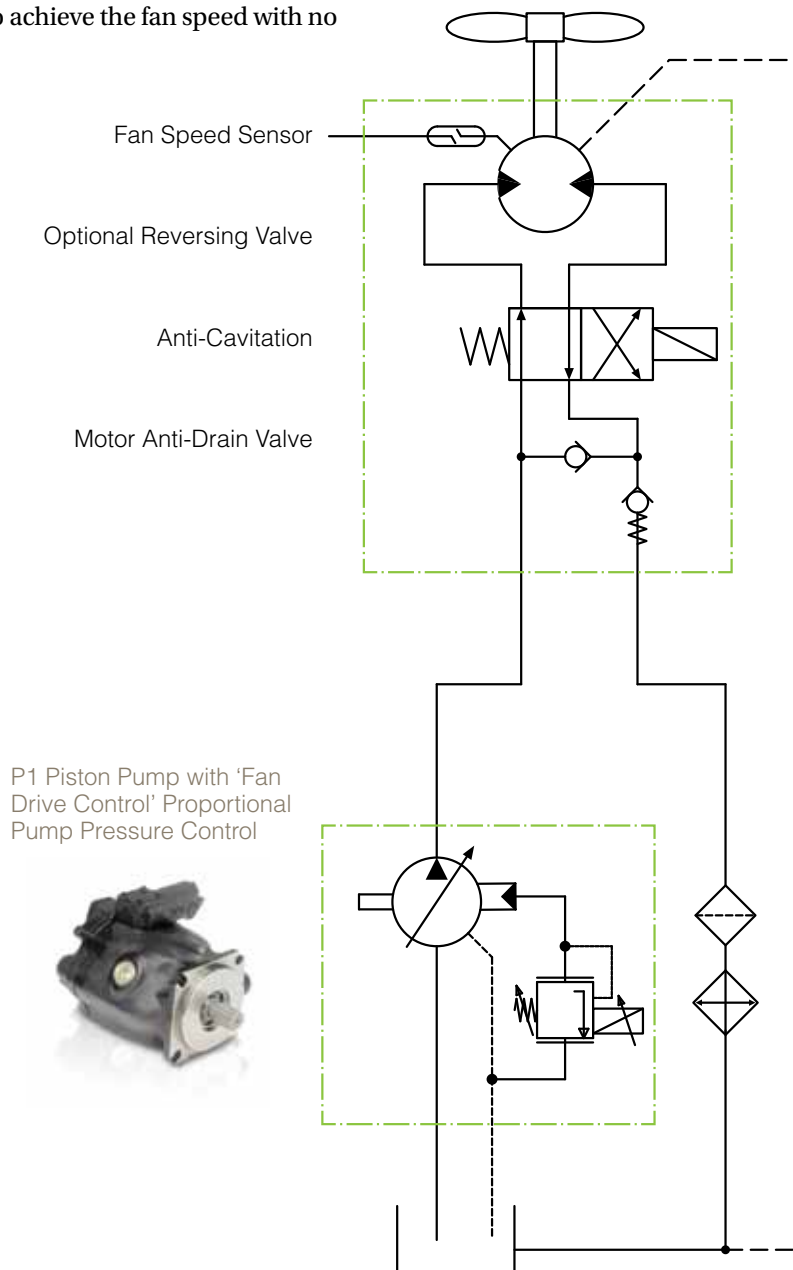 o achieve the fan speed with no
Fan Speed Sensor
Optional Reversing Valve
Anti-Cavitation
Motor Anti-Drain Valve
P1 Piston Pump with ‘Fan
Drive Control’ Proportional
Pump Pressure Control